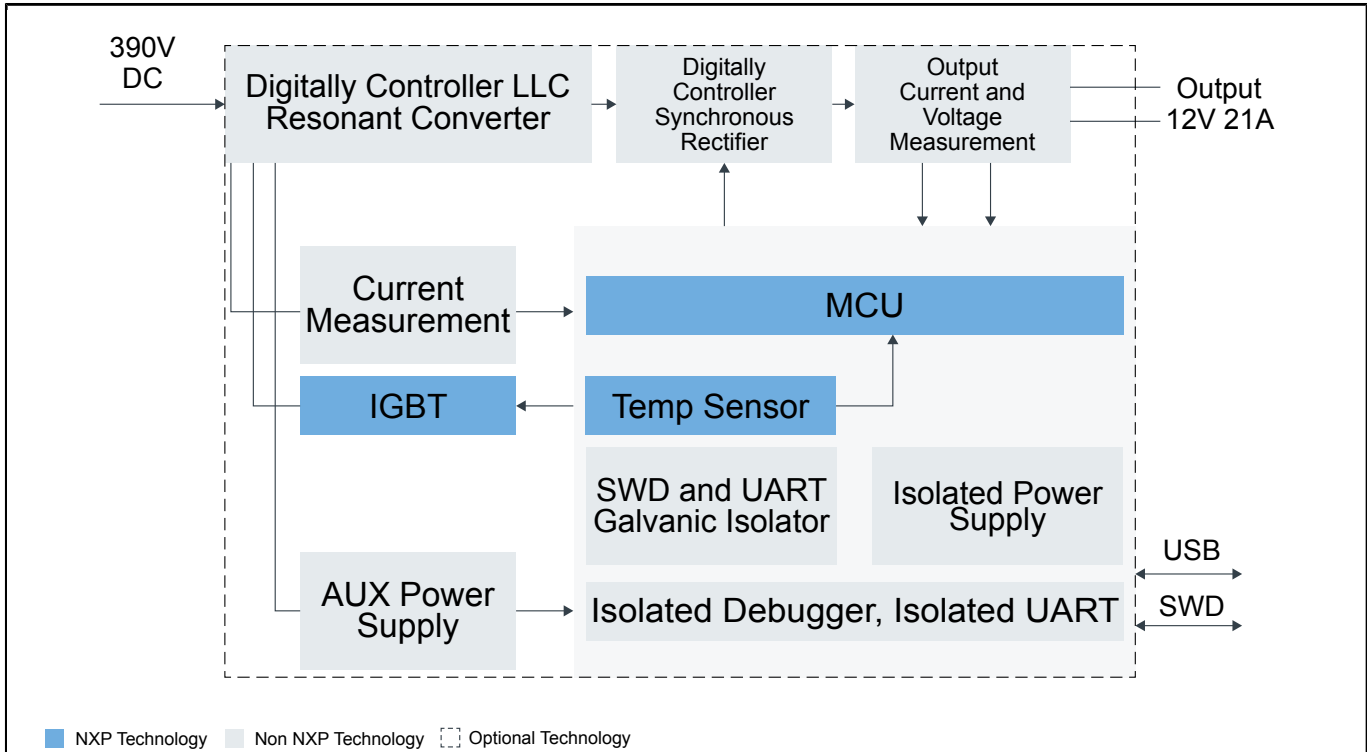 390V
DC
Digitally Controller LLC
Resonant Converter
Digitally
Controller
Synchronous
Rectifier
Output
Current and
Voltage
Measurement
Output
12V 21A
Current
Measurement
MCU
IGBT
Temp Sensor
SWD and UART
Galvanic Isolator
Isolated Power
Supply
AUX Power
Supply
Isolated Debugger, Isolated UART
USB
SWD
NXP Technology
Non NXP Technology
Optional Technology